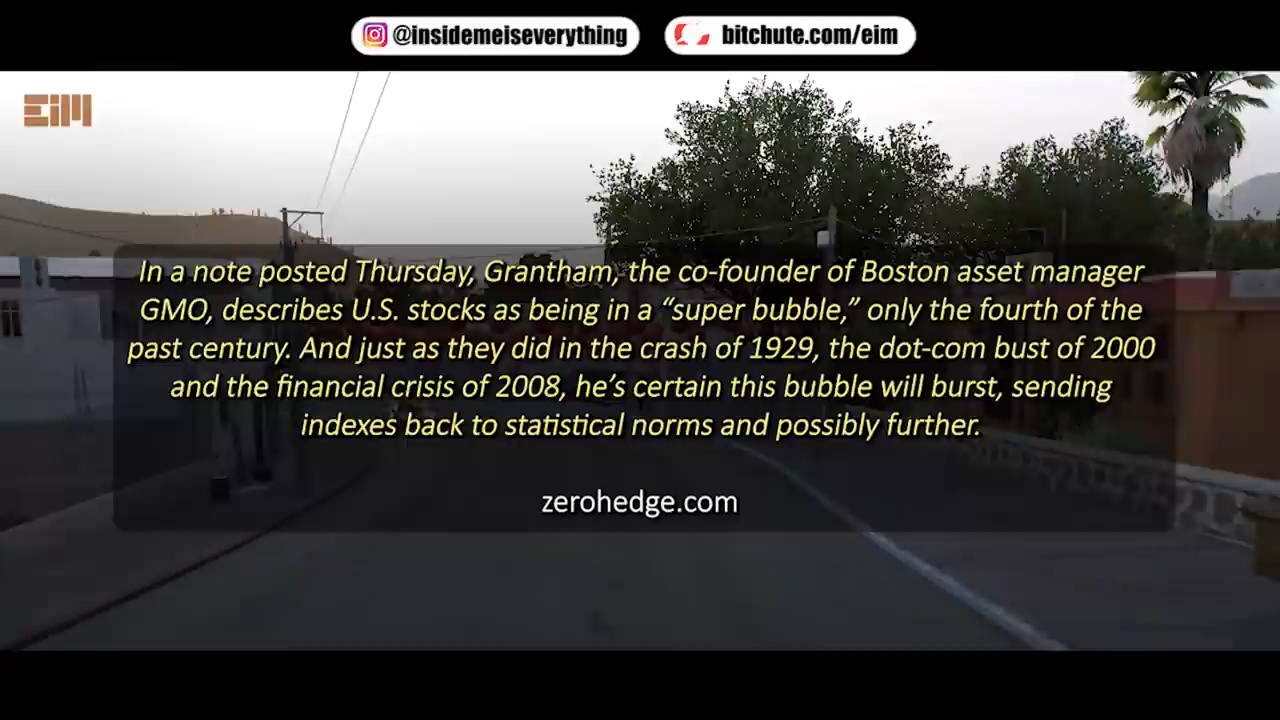 @insidemeiseverything
bitchute.com/eim
EiM
In a note posted Thursday, Grantham, the co-founder of Boston asset manager
GMO, describes U.S. stocks as being in a “super bubble,” only the fourth of the
past century. And just as they did in the crash of 1929, the dot-com bust of 2000
and the financial crisis of 2008, he’s certain this bubble will burst, sending
indexes back to statistical norms and possibly further.
zerohedge.com